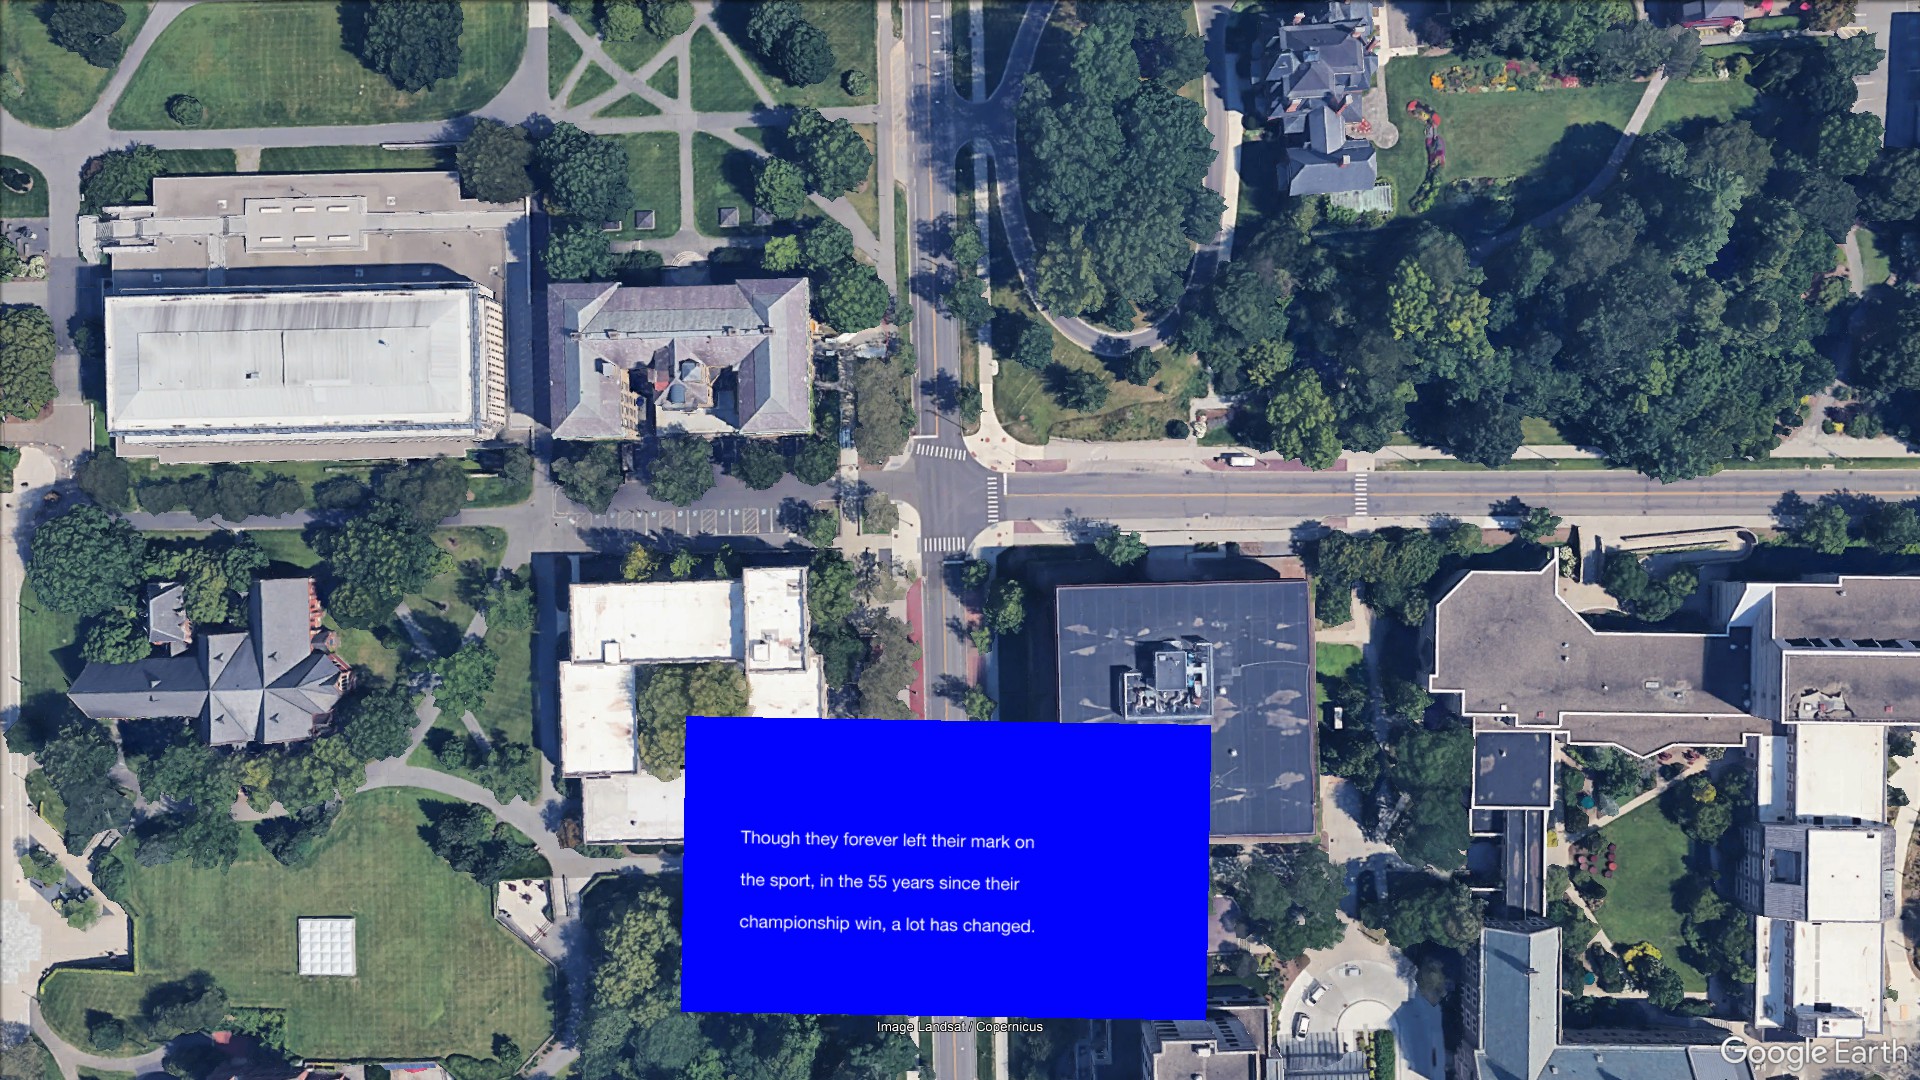 Though they forever left their mark on
the sport, in the 55 years since their
championship win, a lot has changed.
Image Landsat / Copernicus
Google Earth